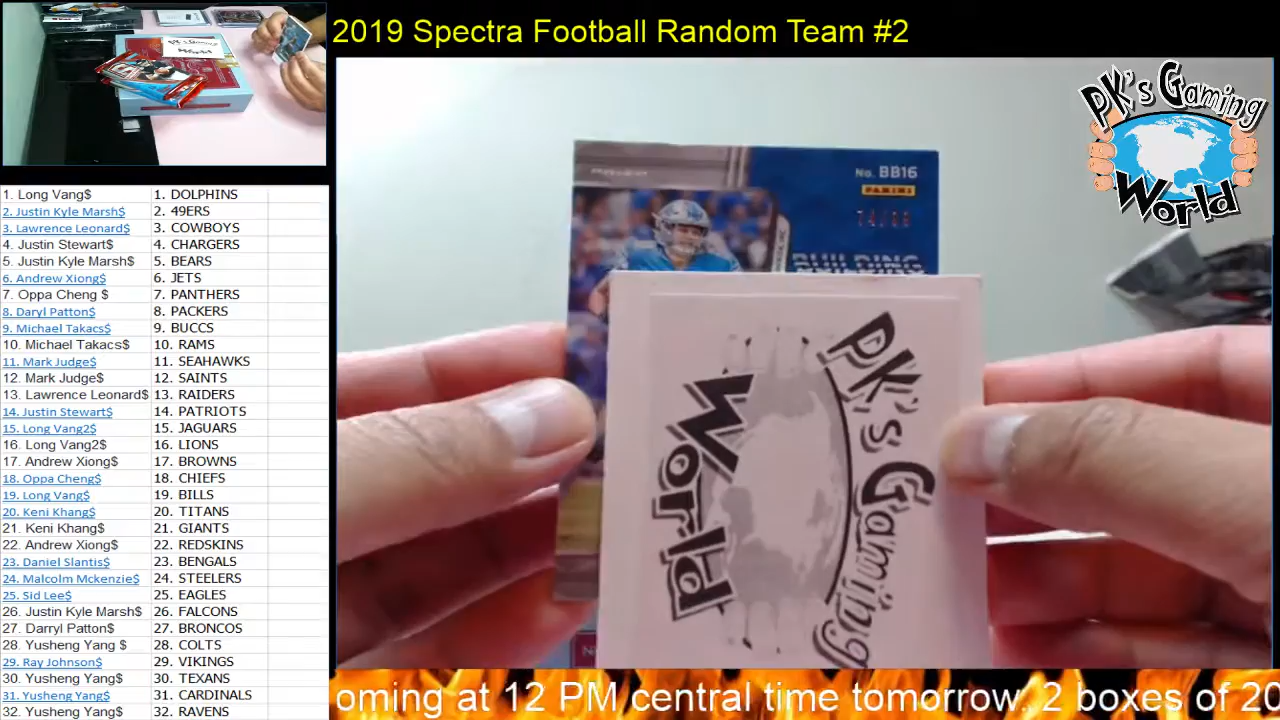 2019 Spectra Football Random Team #2
PK's Gaming
World
1. Long Vang$ 1. DOLPHINS
2. Justin Kyle Marsh$ 2. 49ERS
3. Lawrence Leonard$ 3. COWBOYS
4. Justin Stewart$ 4. CHARGERS
5. Justin Kyle Marsh$ 5. BEARS
6. Andrew Xiong$ 6. JETS
7. Oppa Cheng $ 7. PANTHERS
8. Daryl Patton$ 8. PACKERS
9. Michael Takacs$ 9. BUCCS
10. Michael Takacs$ 10. RAMS
11. Mark Judge$ 11. SEAHAWKS
12. Mark Judge$ 12. SAINTS
13. Lawrence Leonard$ 13. RAIDERS
14. Justin Stewart$ 14. PATRIOTS
15. Long Vang2$ 15. JAGUARS
16. Long Vang2$ 16. LIONS
17. Andrew Xiong$ 17. BROWNS
18. Oppa Cheng$ 18. CHIEFS
19. Long Vang$ 19. BILLS
20. Keni Khang$ 20. TITANS
21. Keni Khang$ 21. GIANTS
22. Andrew Xiong$ 22. REDSKINS
23. Daniel Slantis$ 23. BENGALS
24. Malcolm Mckenzie$ 24. STEELERS
25. Sid Lee$ 25. EAGLES
26. Justin Kyle Marsh$ 26. FALCONS
27. Darryl Patton$ 27. BRONCOS
28. Yusheng Yang $ 28. COLTS
29. Ray Johnson$ 29. VIKINGS
30. Yusheng Yang$ 30. TEXANS
31. Yusheng Yang$ 31. CARDINALS
32. Yusheng Yang$ 32. RAVENS
No. BB16
PANINI
BUILDING
PK's Gaming
World
oming at 12 PM central time tomorrow. 2 boxes of 20